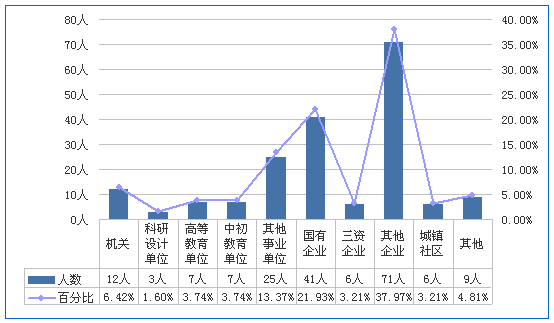 80人 40.00%
70人 35.00%
60人 30.00%
50人 25.00%
40人 20.00%
30人 15.00%
20人 10.00%
10人 5.00%
0人 0.00%
机关 科研设计单位 高等教育单位 中初教育单位 其他事业单位 国有企业 三资企业 其他企业 城镇社区 其他
人数 12人 3人 7人 7人 25人 41人 6人 71人 6人 9人
百分比 6.42% 1.60% 3.74% 3.74% 13.37% 21.93% 3.21% 37.97% 3.21% 4.81%